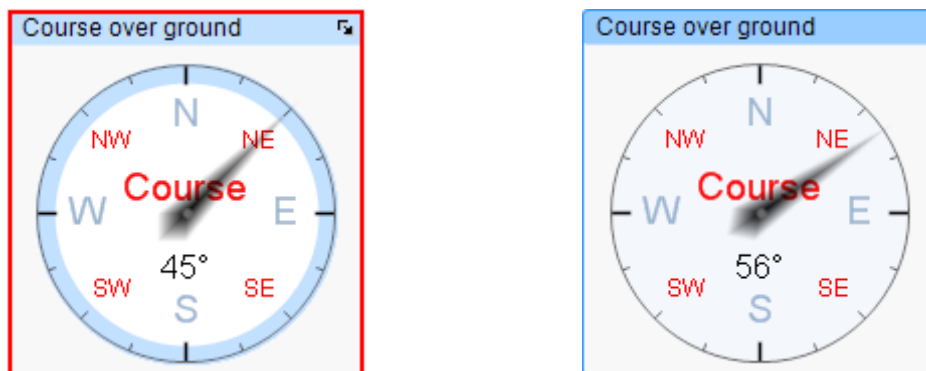 Course over ground
N
NW NE
Course
W E
45°
SW SE
S
Course over ground
N
NW NE
Course
W E
56°
SW SE
S